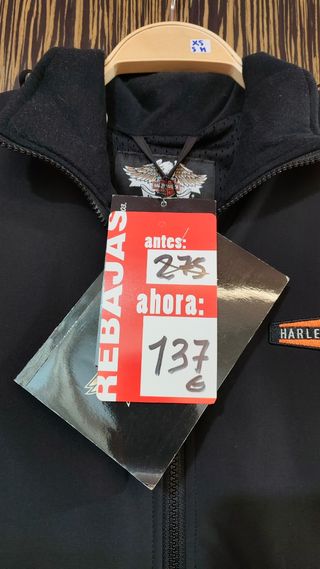 XS
S M
REBAJAS
antes:
275
ahora:
137
€
HARLE